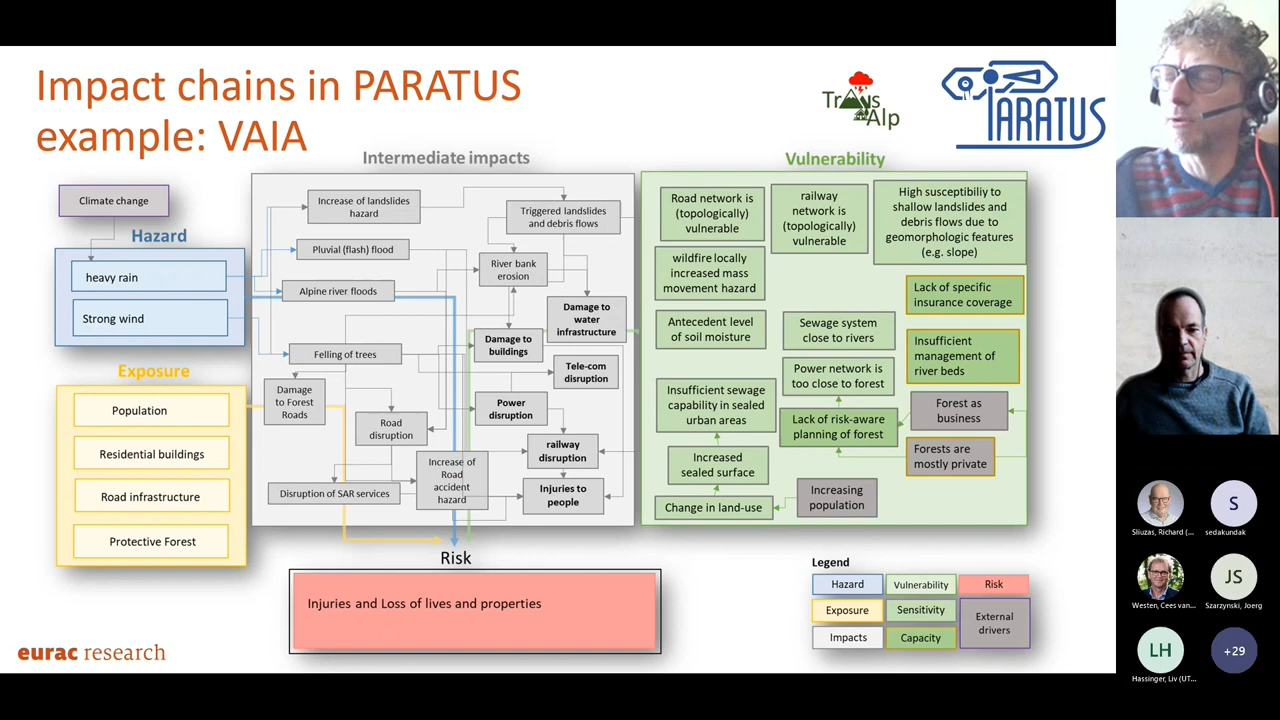 Impact chains in PARATUS
example: VAIA
Trans
Alp
PARATUS
Intermediate impacts
Vulnerability
Climate change
Hazard
heavy rain
Strong wind
Exposure
Population
Residential buildings
Road infrastructure
Protective Forest
Increase of landslides
hazard
Pluvial (flash) flood
Alpine river floods
Felling of trees
Damage
to Forest
Roads
Road
disruption
Disruption of SAR services
Increase of
Road
accident
hazard
Triggered landslides
and debris flows
River bank
erosion
Damage to
water
infrastructure
Damage to
buildings
Tele-com
disruption
Power
disruption
railway
disruption
Injuries to
people
Road network is
(topologically)
vulnerable
railway
network is
(topologically)
vulnerable
High susceptibiliy to
shallow landslides and
debris flows due to
geomorphologic features
(e.g. slope)
wildfire locally
increased mass
movement hazard
Lack of specific
insurance coverage
Antecedent level
of soil moisture
Sewage system
close to rivers
Insufficient
management of
river beds
Power network is
too close to forest
Insufficient sewage
capability in sealed
urban areas
Lack of risk-aware
planning of forest
Forest as
business
Forests are
mostly private
Increased
sealed surface
Increasing
population
Change in land-use
Risk
Injuries and Loss of lives and properties
Legend
Hazard
Vulnerability
Risk
Exposure
Sensitivity
External
drivers
Impacts
Capacity
eurac research
Sliuzas, Richard (...
S
sedakundak
Westen, Cees van...
JS
Szarzynski, Joerg
LH
Hassinger, Liv (UT...
+29